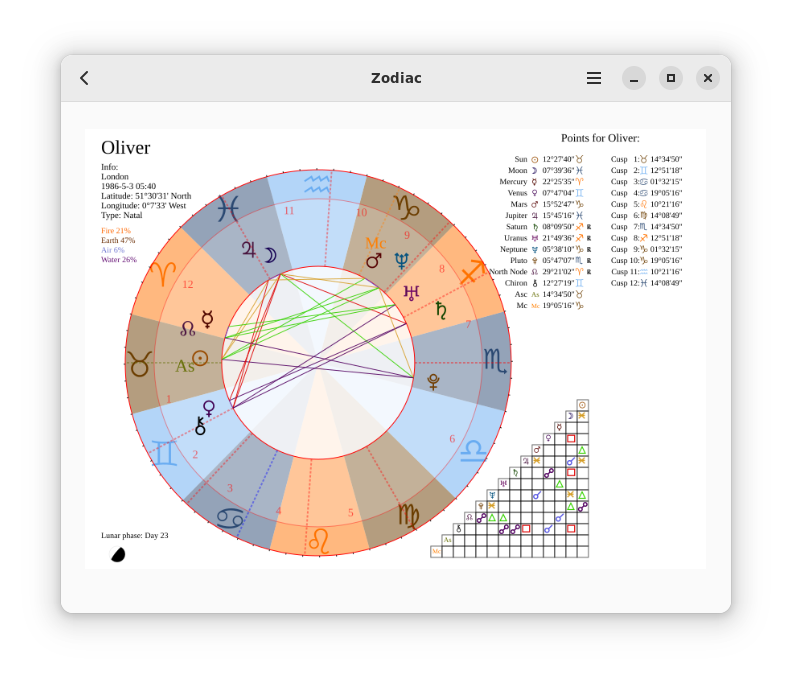 Zodiac
Oliver
Info:
London
1986-5-3 05:40
Latitude: 51°30'31' North
Longitude: 0°7'33' West
Type: Natal
Fire 21%
Earth 47%
Air 6%
Water 26%
Points for Oliver:
Sun ☉ 12°27'40"♉
Moon ☽ 07°39'36"♓
Mercury ☿ 22°25'35"♈
Venus ♀ 07°47'04"♊
Mars ♂ 15°52'47"♑
Jupiter ♃ 15°45'16"♓
Saturn ♄ 08°09'50"♐ R
Uranus ♅ 21°49'36"♐ R
Neptune ♆ 05°38'10"♑ R
Pluto 05°47'07"♏ R
North Node ☊ 29°21'02"♈ R
Chiron ⚷ 12°27'19"♊
Asc As 14°34'50"♉
Mc Mc 19°05'16"♑
Cusp 1:♉ 14°34'50"
Cusp 2:♊ 12°51'18"
Cusp 3:♋ 01°32'15"
Cusp 4:♋ 19°05'16"
Cusp 5:♌ 10°21'16"
Cusp 6:♍ 14°08'49"
Cusp 7:♏ 14°34'50"
Cusp 8:♐ 12°51'18"
Cusp 9:♑ 01°32'15"
Cusp 10:♑ 19°05'16"
Cusp 11:♒ 10°21'16"
Cusp 12:♓ 14°08'49"
11
10
9
Mc
8
12
7
As
1
6
2
3
4
5
Lunar phase: Day 23
As
Mc